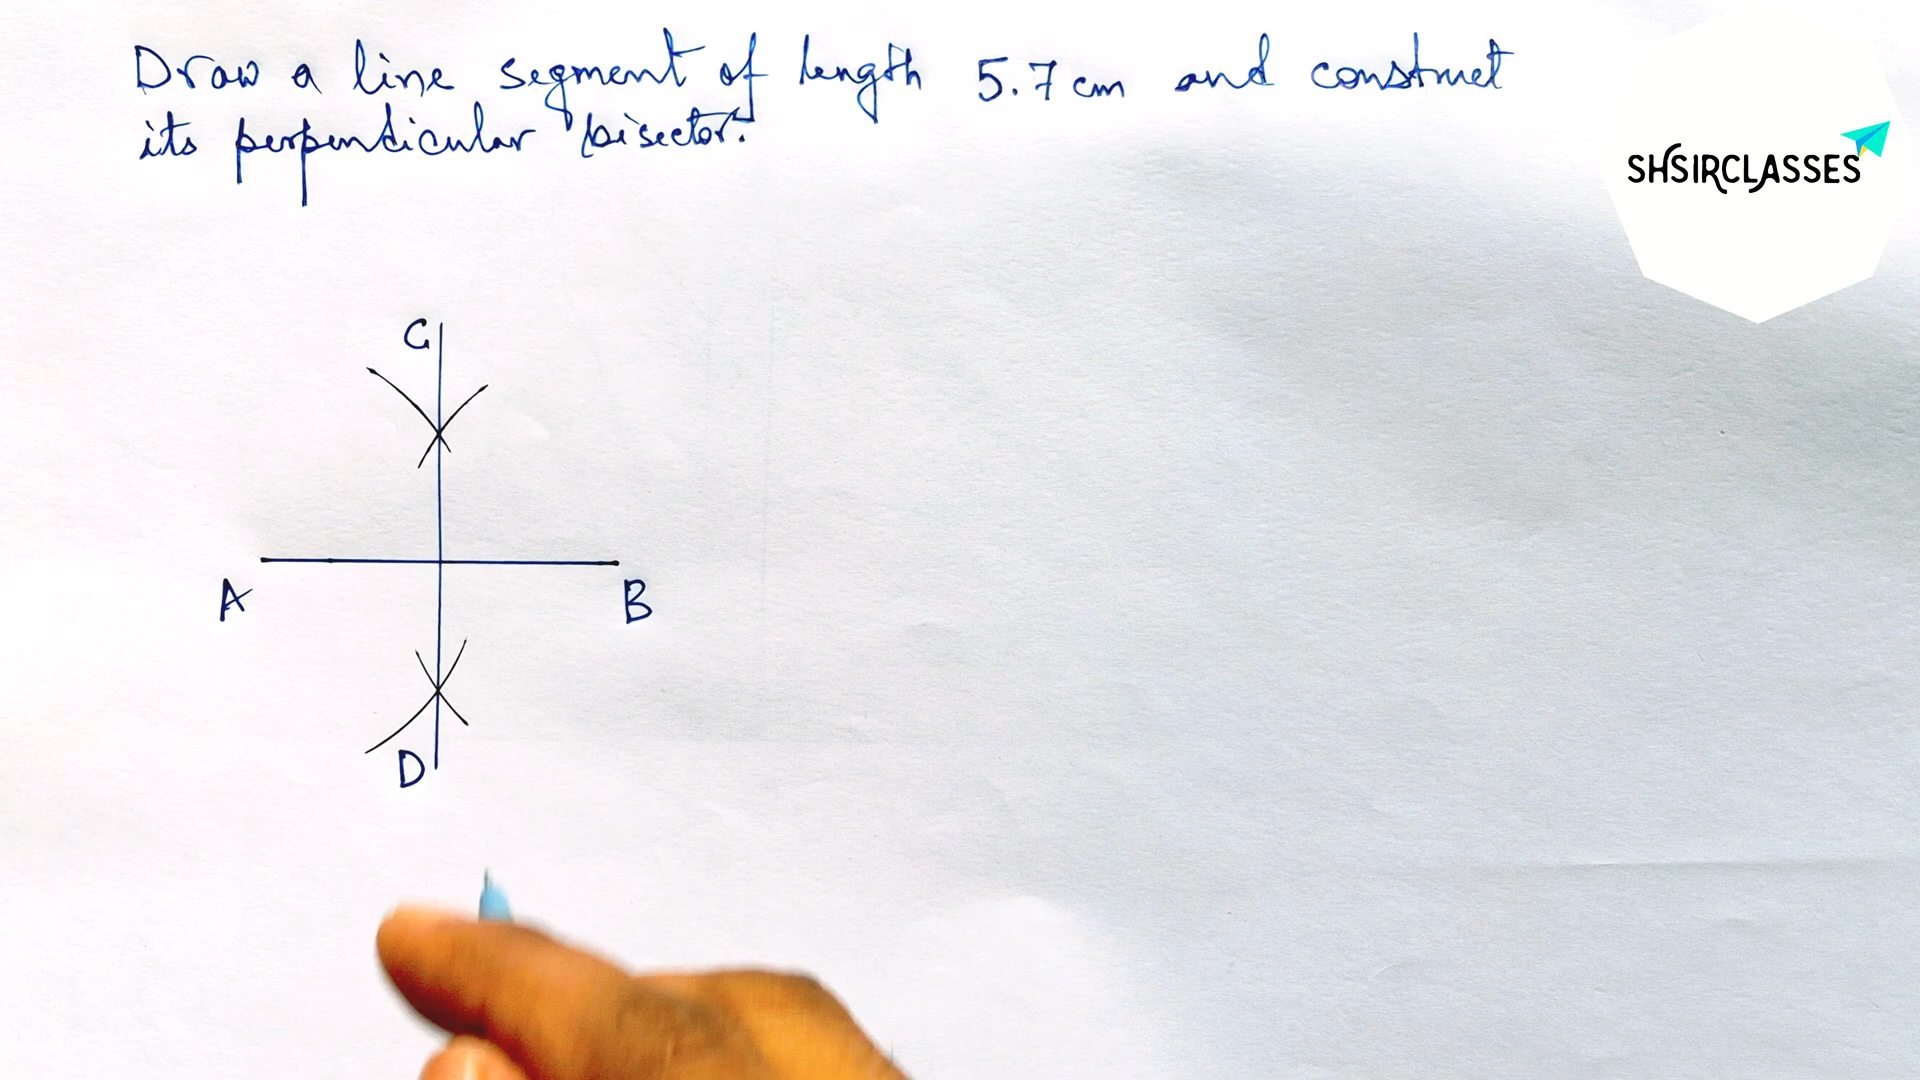 Draw a line segment of length 5.7 cm and construct
its perpendicular bisector.
SHSIRCLASSES
C
A
B
D